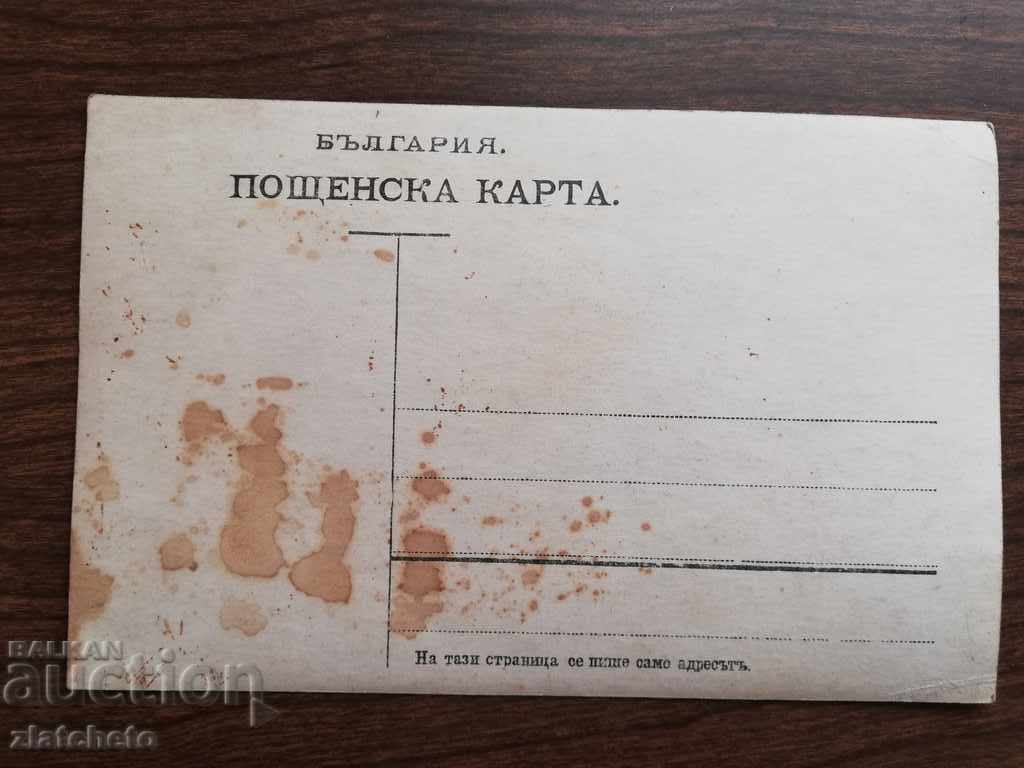 БЪЛГАРИЯ.
ПОЩЕНСКА КАРТА.
На тази страница се пише само адресътъ.
BALKAN
auction
zlatcheto